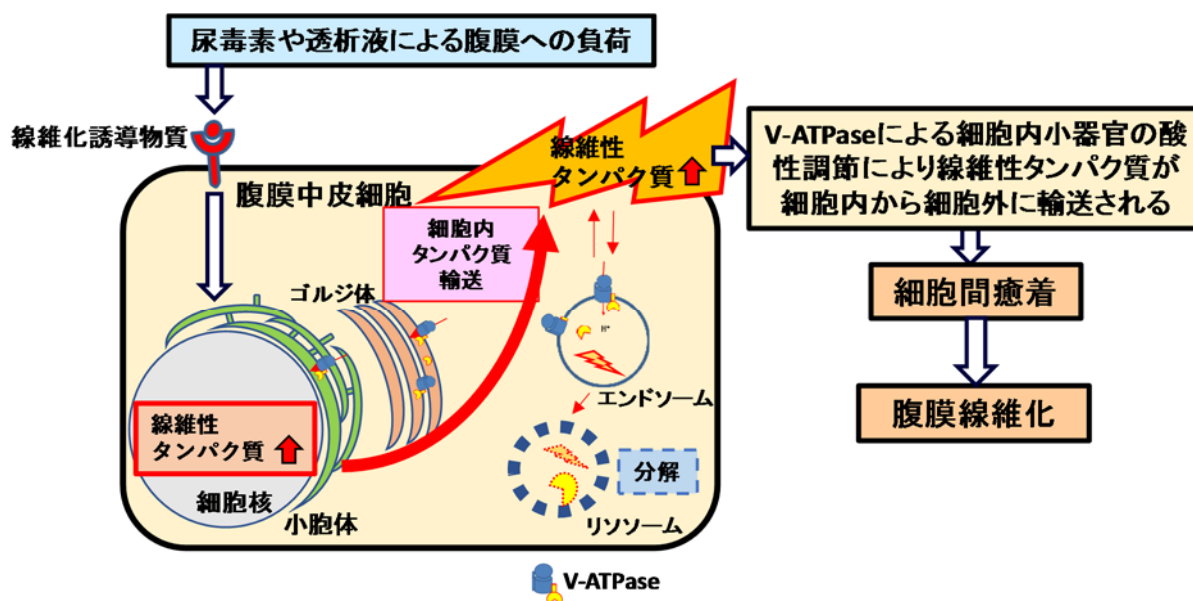 尿毒素や透析液による腹膜への負荷
線維化誘導物質
腹膜中皮細胞
線維性
タンパク質
V-ATPaseによる細胞内小器官の酸
性調節により線維性タンパク質が
細胞内から細胞外に輸送される
細胞内
タンパク質
輸送
ゴルジ体
H⁺
エンドソーム
細胞間癒着
腹膜線維化
線維性
タンパク質
細胞核
小胞体
分解
リソソーム
V-ATPase